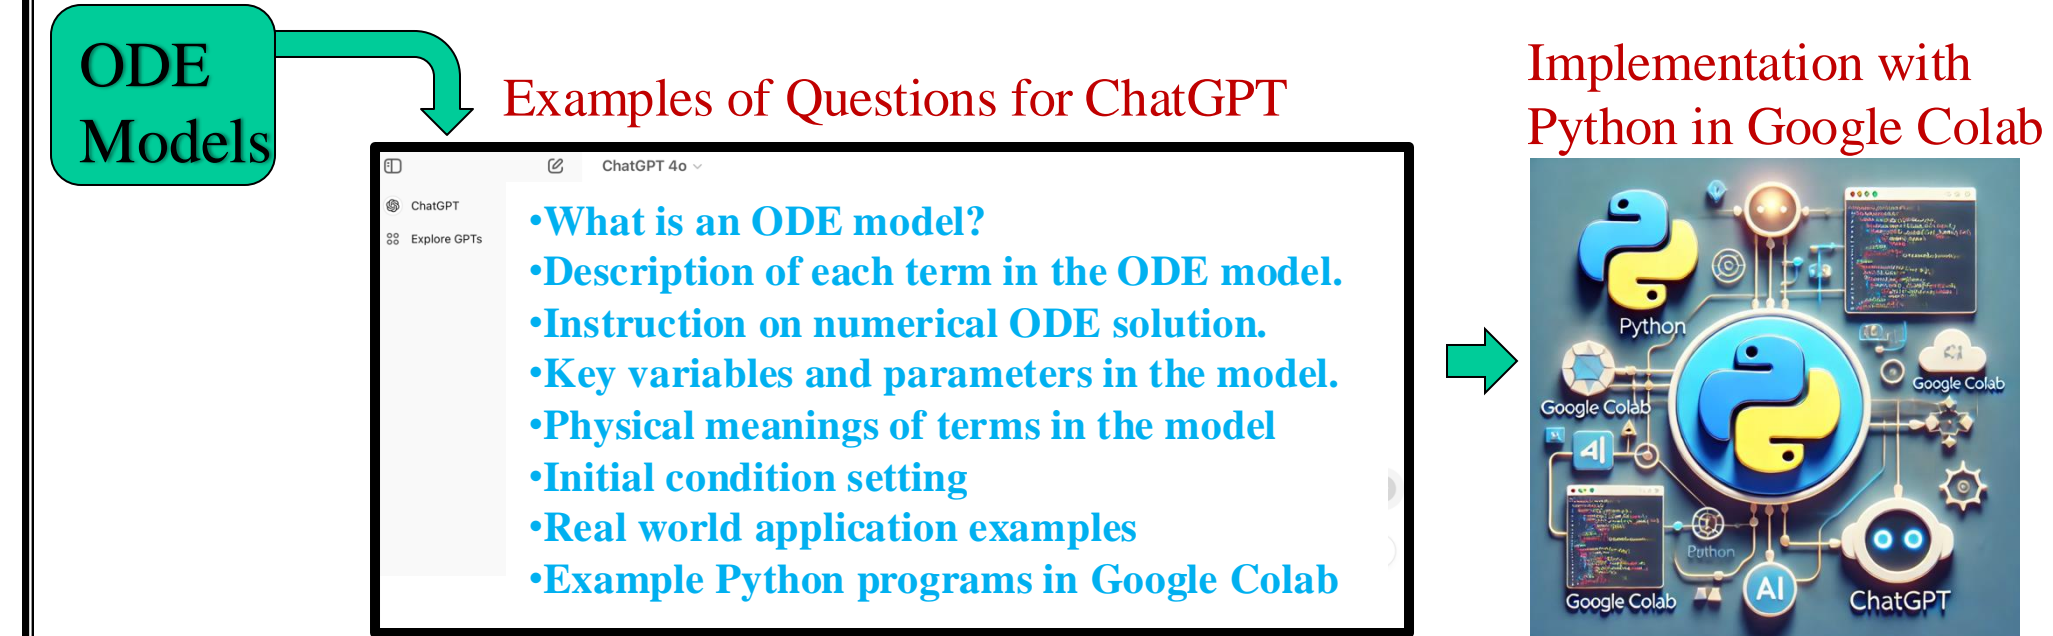 ODE
Models
Examples of Questions for ChatGPT
Implementation with
Python in Google Colab
ChatGPT 4o
ChatGPT
Explore GPTs
•What is an ODE model?
•Description of each term in the ODE model.
•Instruction on numerical ODE solution.
•Key variables and parameters in the model.
•Physical meanings of terms in the model
•Initial condition setting
•Real world application examples
•Example Python programs in Google Colab
Python
Google Colab
Google Colab
AI
Python
Google Colab
AI
ChatGPT